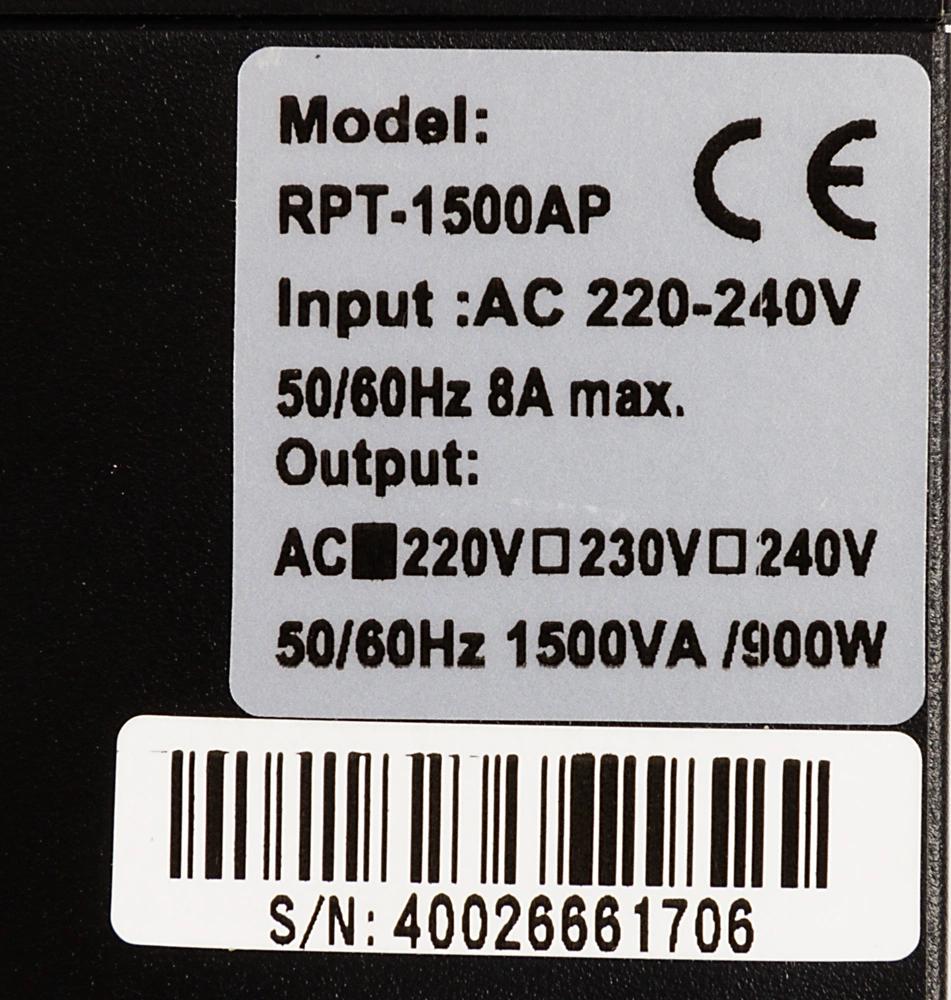 Model:
CE
RPT-1500AP
Input :AC 220-240V
50/60Hz 8A max.
Output:
AC■220V□230V□240V
50/60Hz 1500VA /900W
S/N: 40026661706